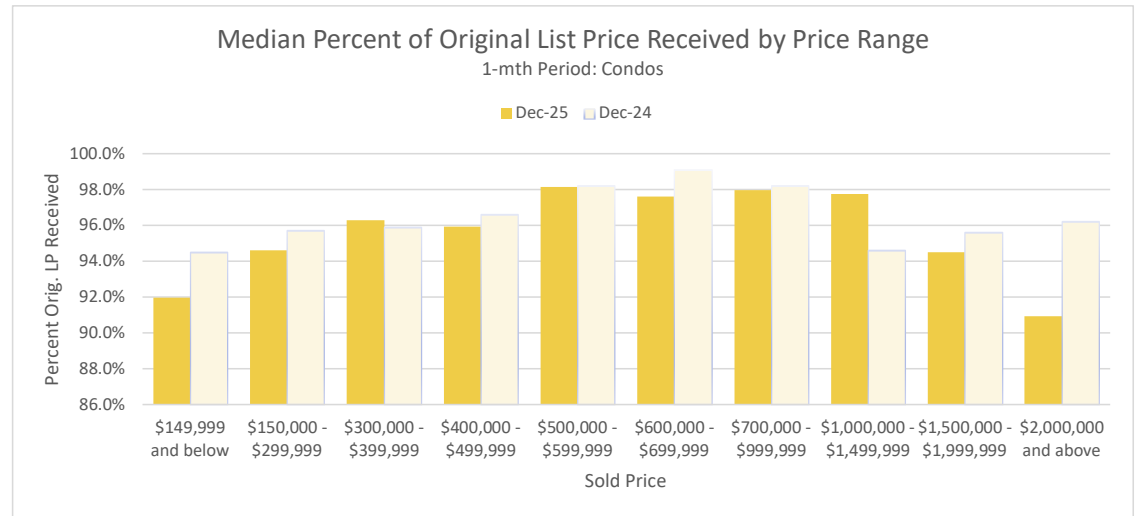 Median Percent of Original List Price Received by Price Range
1-mth Period: Condos
Dec-25 Dec-24
Percent Orig. LP Received
100.0%
98.0%
96.0%
94.0%
92.0%
90.0%
88.0%
86.0%
$149,999 and below
$150,000 - $299,999
$300,000 - $399,999
$400,000 - $499,999
$500,000 - $599,999
$600,000 - $699,999
$700,000 - $999,999
$1,000,000 - $1,499,999
$1,500,000 - $1,999,999
$2,000,000 and above
Sold Price